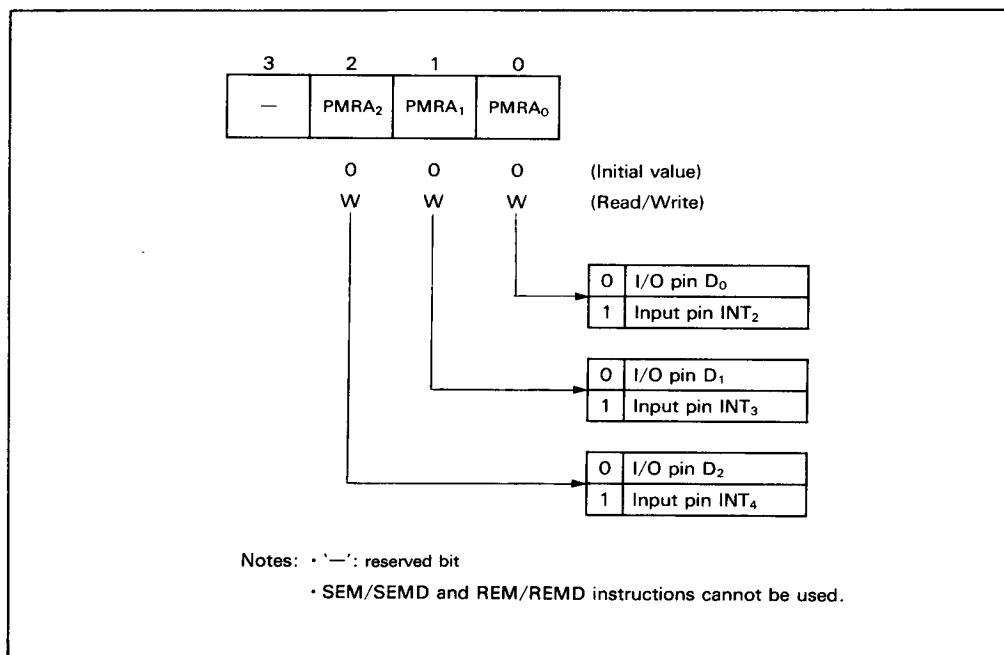 3 2 1 0
— PMRA₂ PMRA₁ PMRA₀
0 0 0 (Initial value)
W W W (Read/Write)
0 I/O pin D₀
1 Input pin INT₂
0 I/O pin D₁
1 Input pin INT₃
0 I/O pin D₂
1 Input pin INT₄
Notes: · '—': reserved bit
· SEM/SEMD and REM/REMD instructions cannot be used.